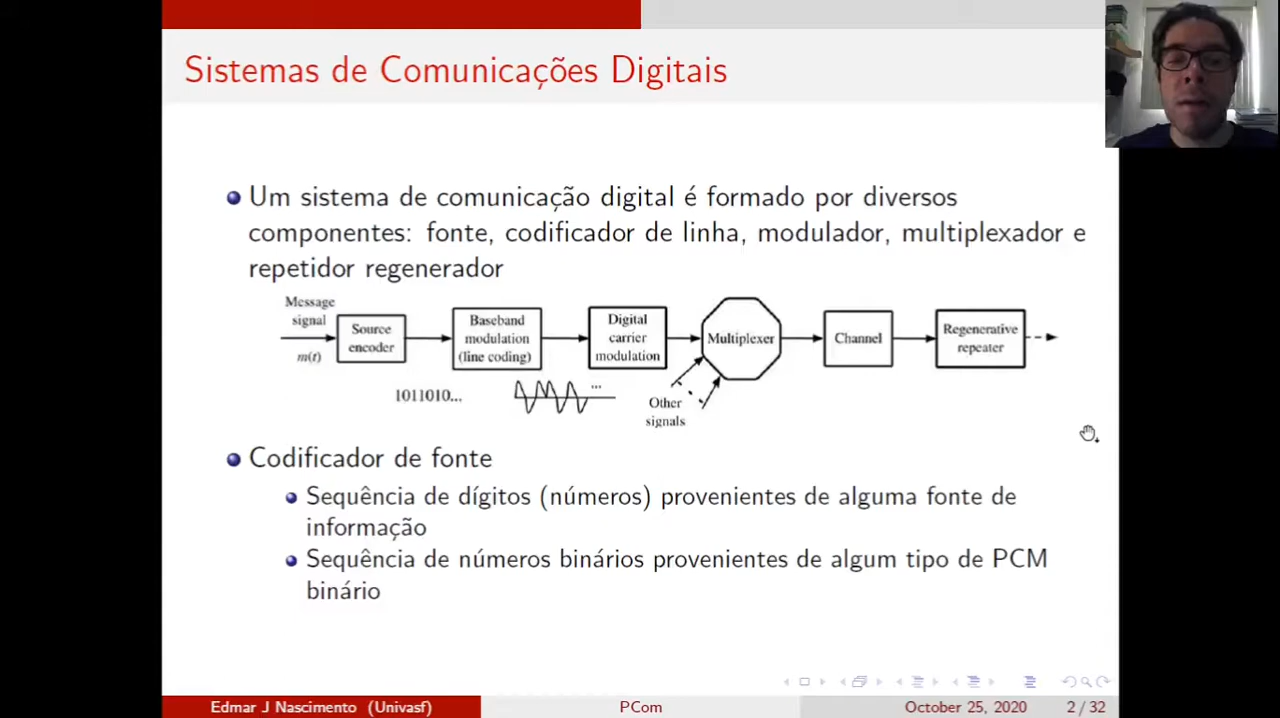 Sistemas de Comunicações Digitais
Um sistema de comunicação digital é formado por diversos
componentes: fonte, codificador de linha, modulador, multiplexador e
repetidor regenerador
Message
signal
m(t)
Source
encoder
1011010...
Baseband
modulation
(line coding)
...
Digital
carrier
modulation
Multiplexer
Other
signals
Channel
Regenerative
repeater
Codificador de fonte
Sequência de dígitos (números) provenientes de alguma fonte de
informação
Sequência de números binários provenientes de algum tipo de PCM
binário
Edmar J Nascimento (Univasf)
PCom
October 25, 2020
2 / 32